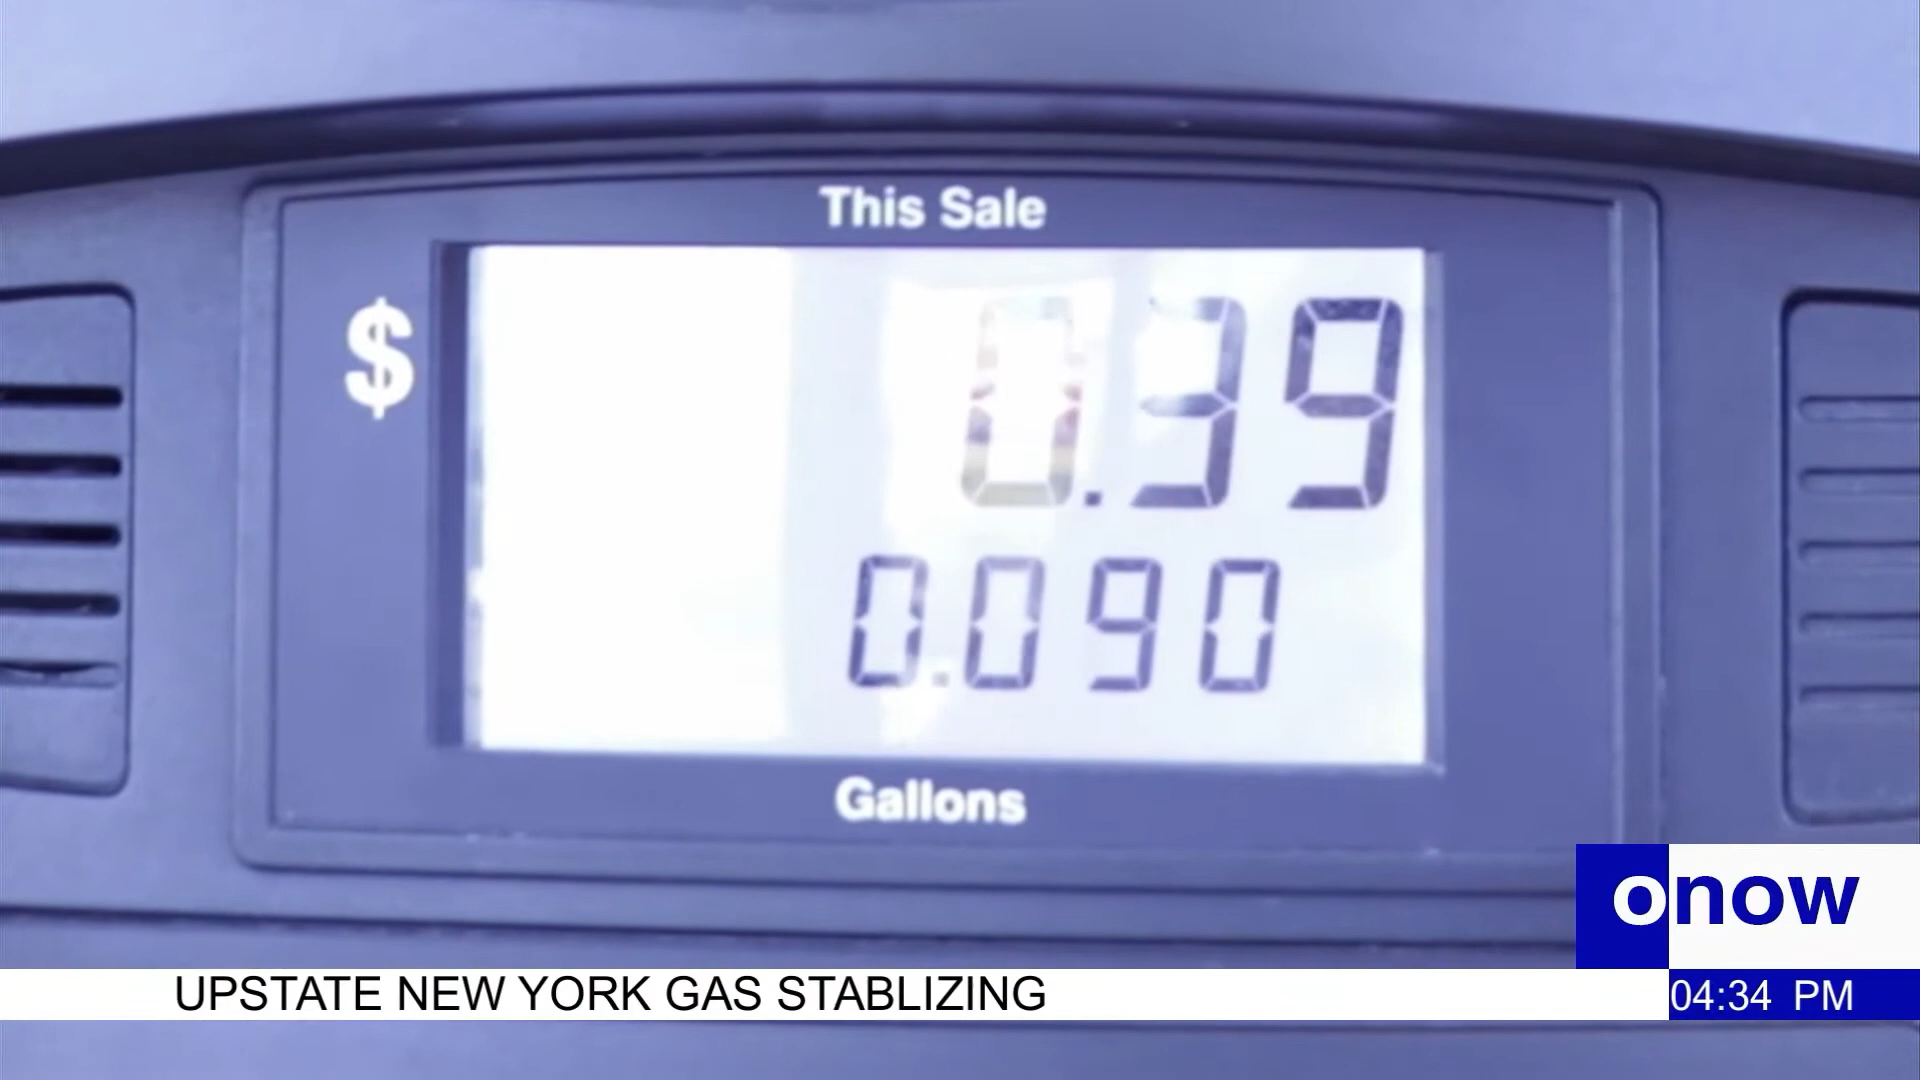 This Sale
$ 0.39
0.090
Gallons
onow
UPSTATE NEW YORK GAS STABLIZING
04:34 PM